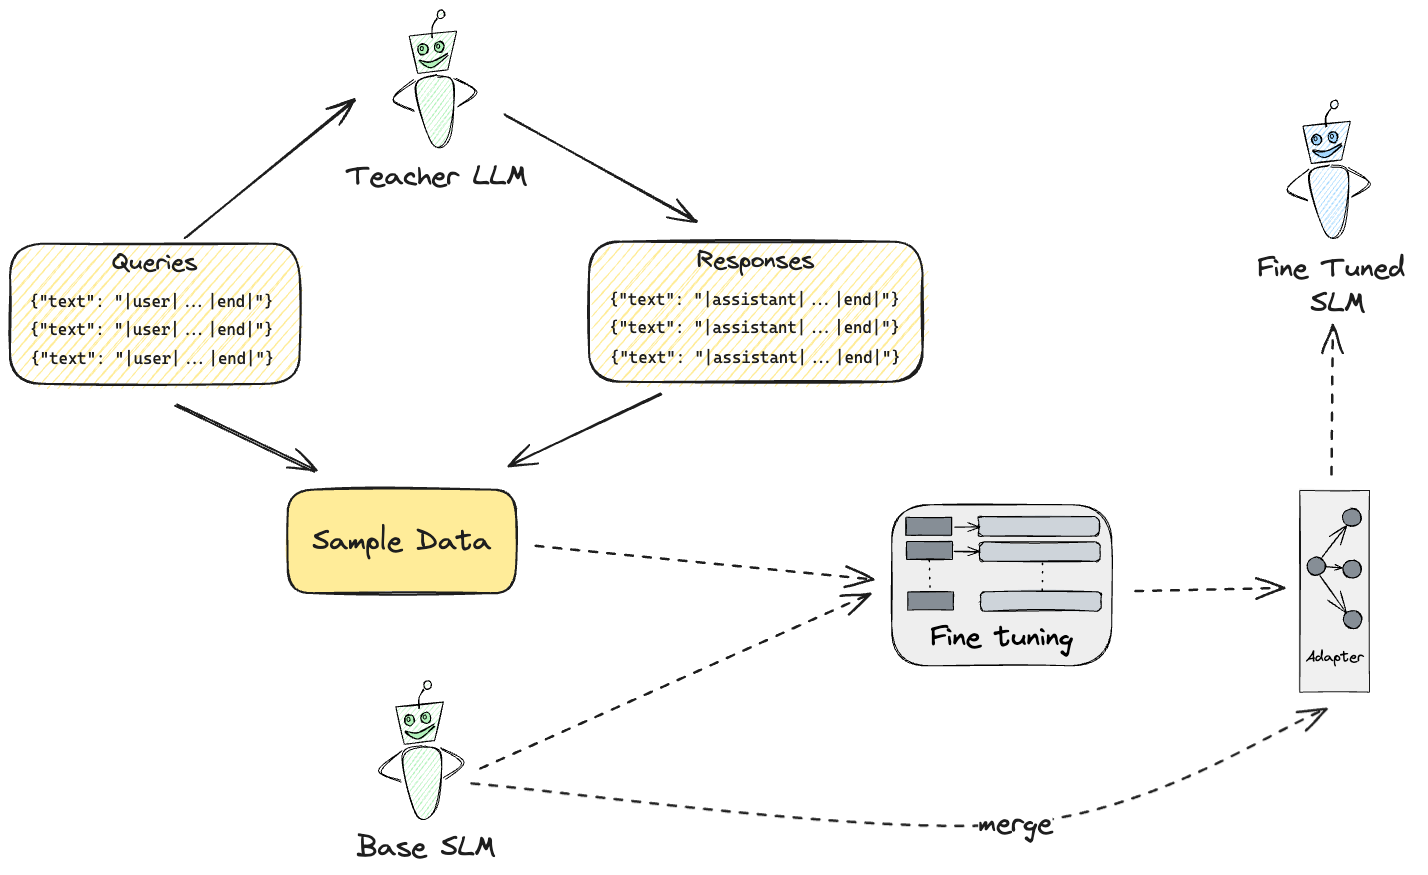 Teacher LLM
Queries
{"text": "|user| ... |end|"}
{"text": "|user| ... |end|"}
{"text": "|user| ... |end|"}
Responses
{"text": "|assistant| ... |end|"}
{"text": "|assistant| ... |end|"}
{"text": "|assistant| ... |end|"}
Fine Tuned
SLM
Sample Data
Fine tuning
Adapter
merge
Base SLM